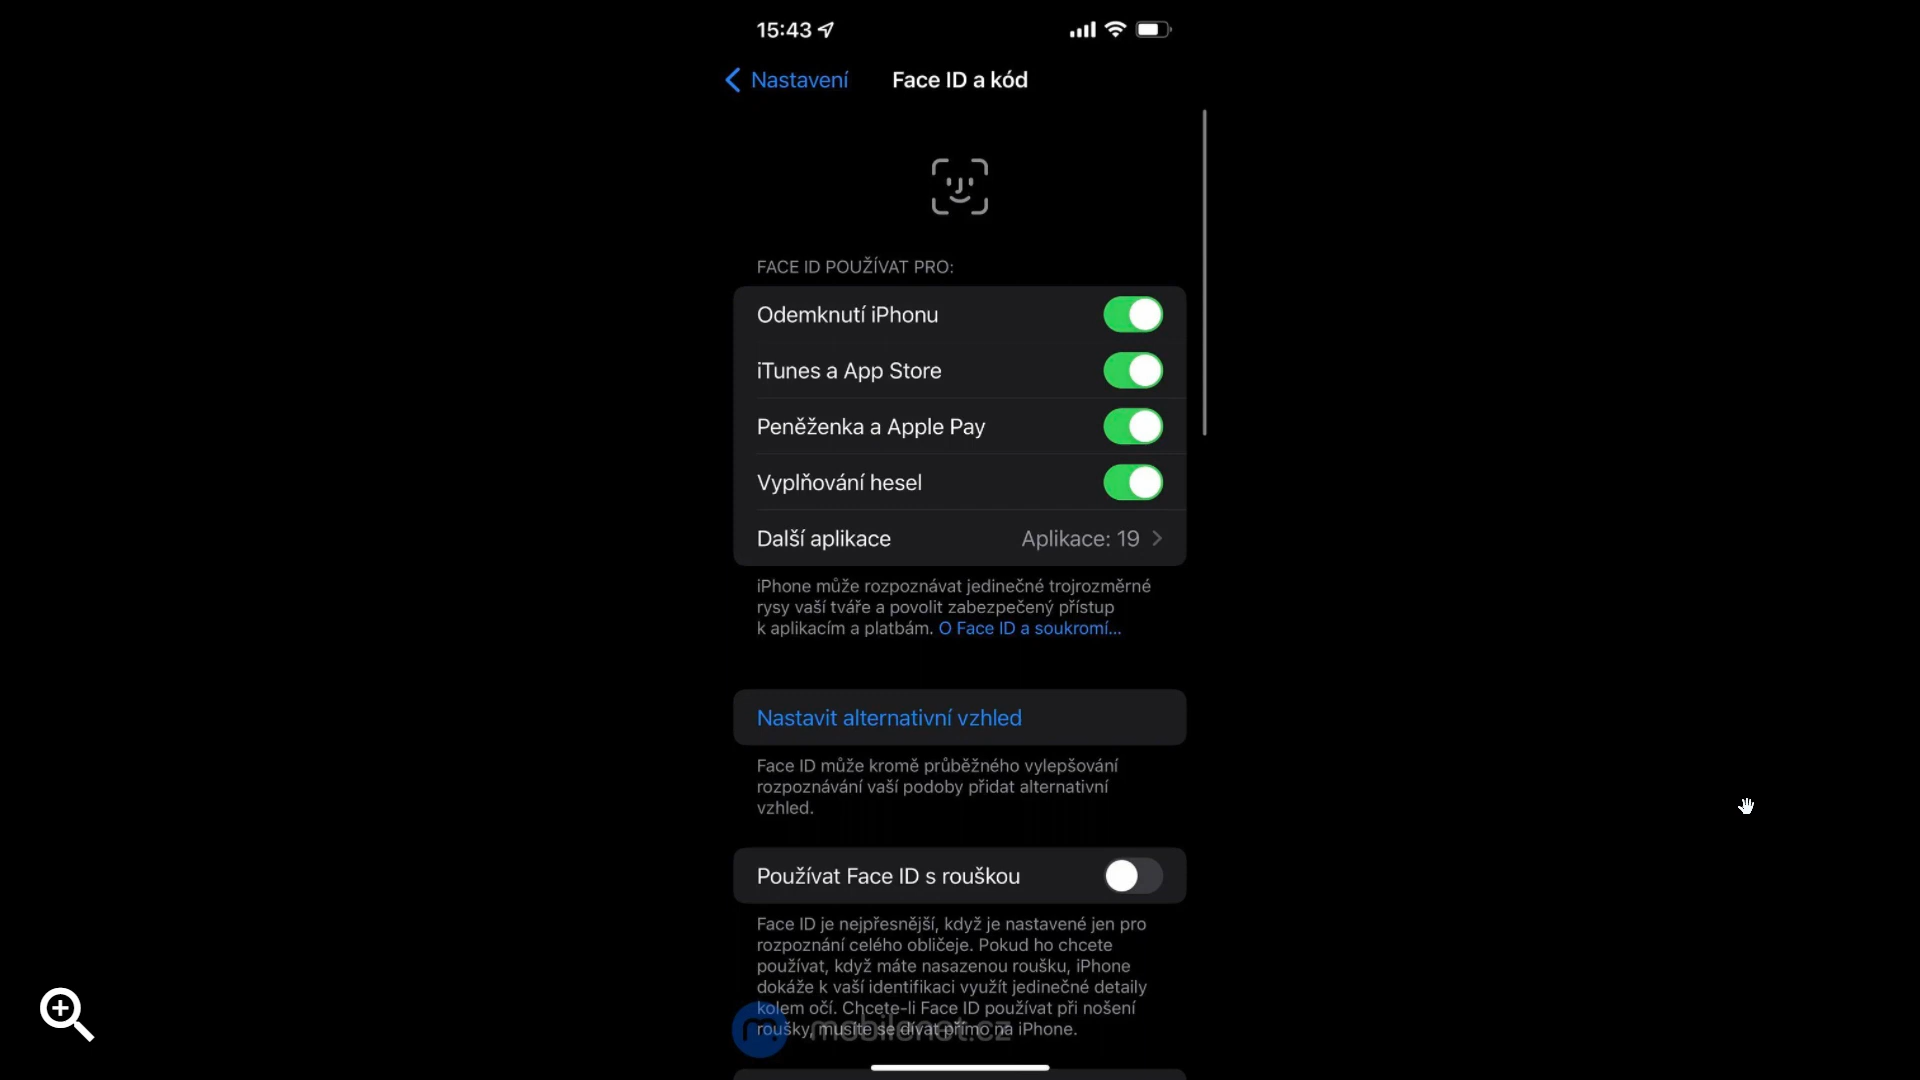 15:43
Nastavení
Face ID a kód
FACE ID POUŽÍVAT PRO:
Odemknutí iPhonu
iTunes a App Store
Peněženka a Apple Pay
Vyplňování hesel
Další aplikace Aplikace: 19
iPhone může rozpoznávat jedinečné trojrozměrné
rysy vaší tváře a povolit zabezpečený přístup
k aplikacím a platbám. O Face ID a soukromí...
Nastavit alternativní vzhled
Face ID může kromě průběžného vylepšování
rozpoznávání vaší podoby přidat alternativní
vzhled.
Používat Face ID s rouškou
Face ID je nejpřesnější, když je nastavené jen pro
rozpoznání celého obličeje. Pokud ho chcete
používat, když máte nasazenou roušku, iPhone
dokáže k vaší identifikaci využít jedinečné detaily
kolem očí. Chcete-li Face ID používat při nošení
roušky, musíte se dívat přímo na iPhone.
m. mobilenet.cz